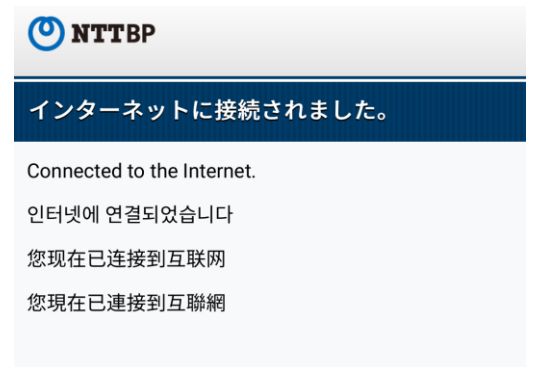 NTTBP
インターネットに接続されました。
Connected to the Internet.
인터넷에 연결되었습니다
您现在已连接到互联网
您現在已連接到互聯網